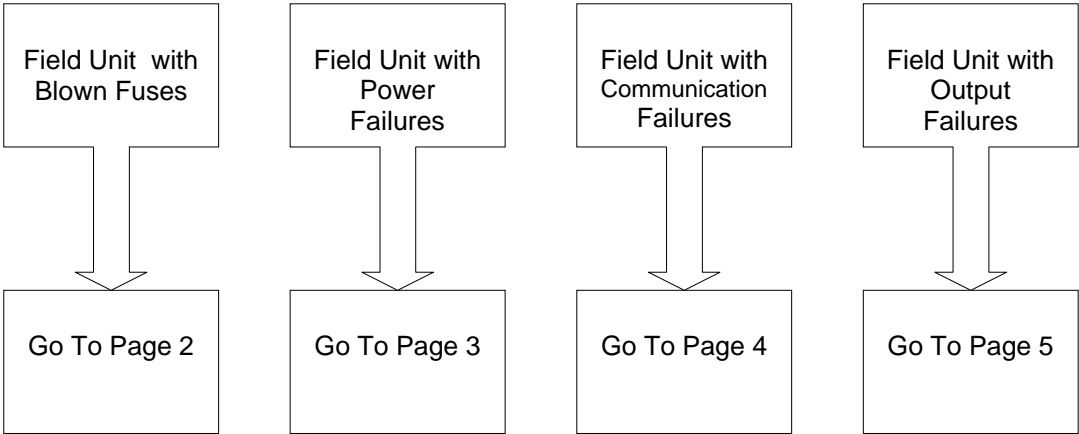 Field Unit with
Blown Fuses
Field Unit with
Power
Failures
Field Unit with
Communication
Failures
Field Unit with
Output
Failures
Go To Page 2
Go To Page 3
Go To Page 4
Go To Page 5